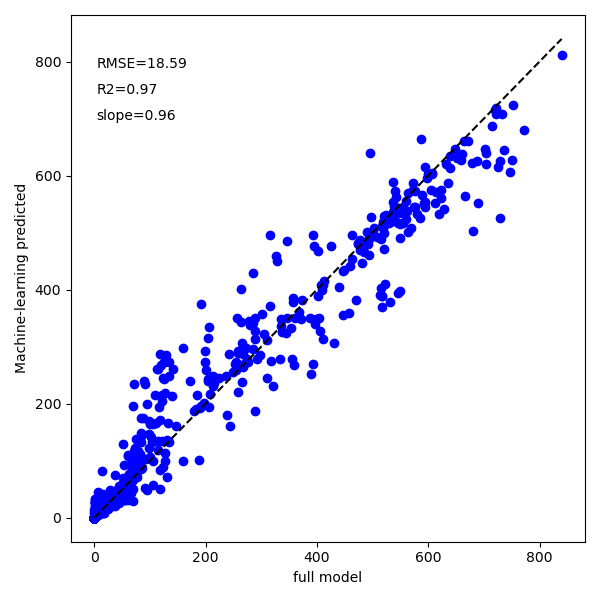 RMSE=18.59
R2=0.97
slope=0.96
Machine-learning predicted
800
600
400
200
0
0 200 400 600 800
full model